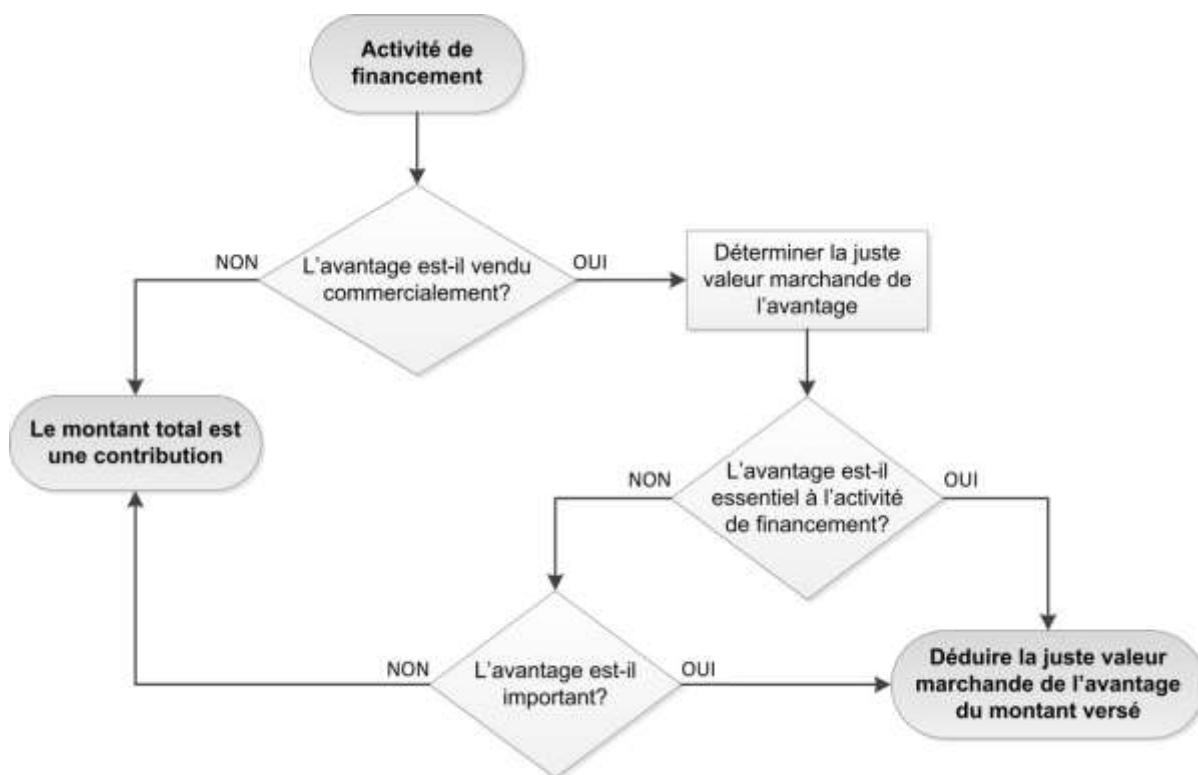 Activité de
financement
L'avantage est-il vendu
commercialement?
NON
OUI
Déterminer la juste
valeur marchande de
l'avantage
Le montant total est
une contribution
L'avantage est-il
essentiel à l'activité
de financement?
NON
OUI
L'avantage est-il
important?
NON
OUI
Déduire la juste valeur
marchande de l'avantage
du montant versé